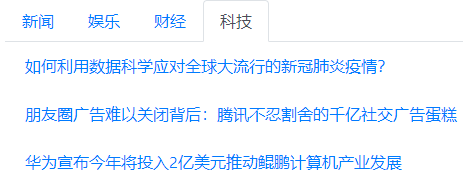 新闻 娱乐 财经 科技
如何利用数据科学应对全球大流行的新冠肺炎疫情？
朋友圈广告难以关闭背后：腾讯不忍割舍的千亿社交广告蛋糕
华为宣布今年将投入2亿美元推动鲲鹏计算机产业发展